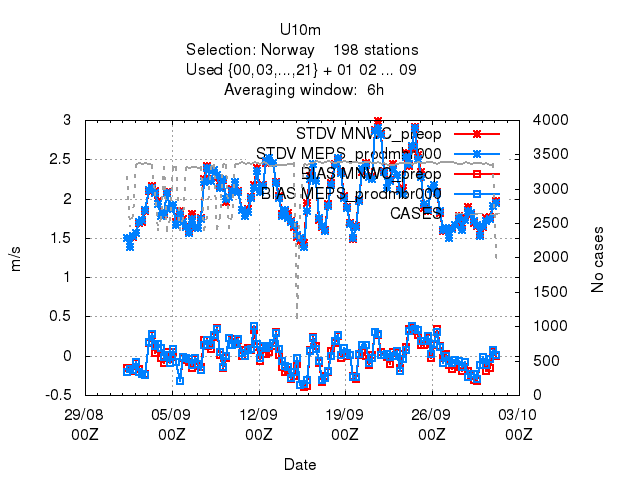 U10m
Selection: Norway 198 stations
Used {00,03,...,21} + 01 02 ... 09
Averaging window: 6h
3
2.5
2
1.5
1
0.5
0
-0.5
m/s
4000
3500
3000
2500
2000
1500
1000
500
0
No cases
STDV MNWC_preop
STDV MEPS_prodmbr000
BIAS MNWC_preop
BIAS MEPS_prodmbr000
CASES
29/08 05/09 12/09 19/09 26/09 03/10
00Z 00Z 00Z 00Z 00Z 00Z
Date